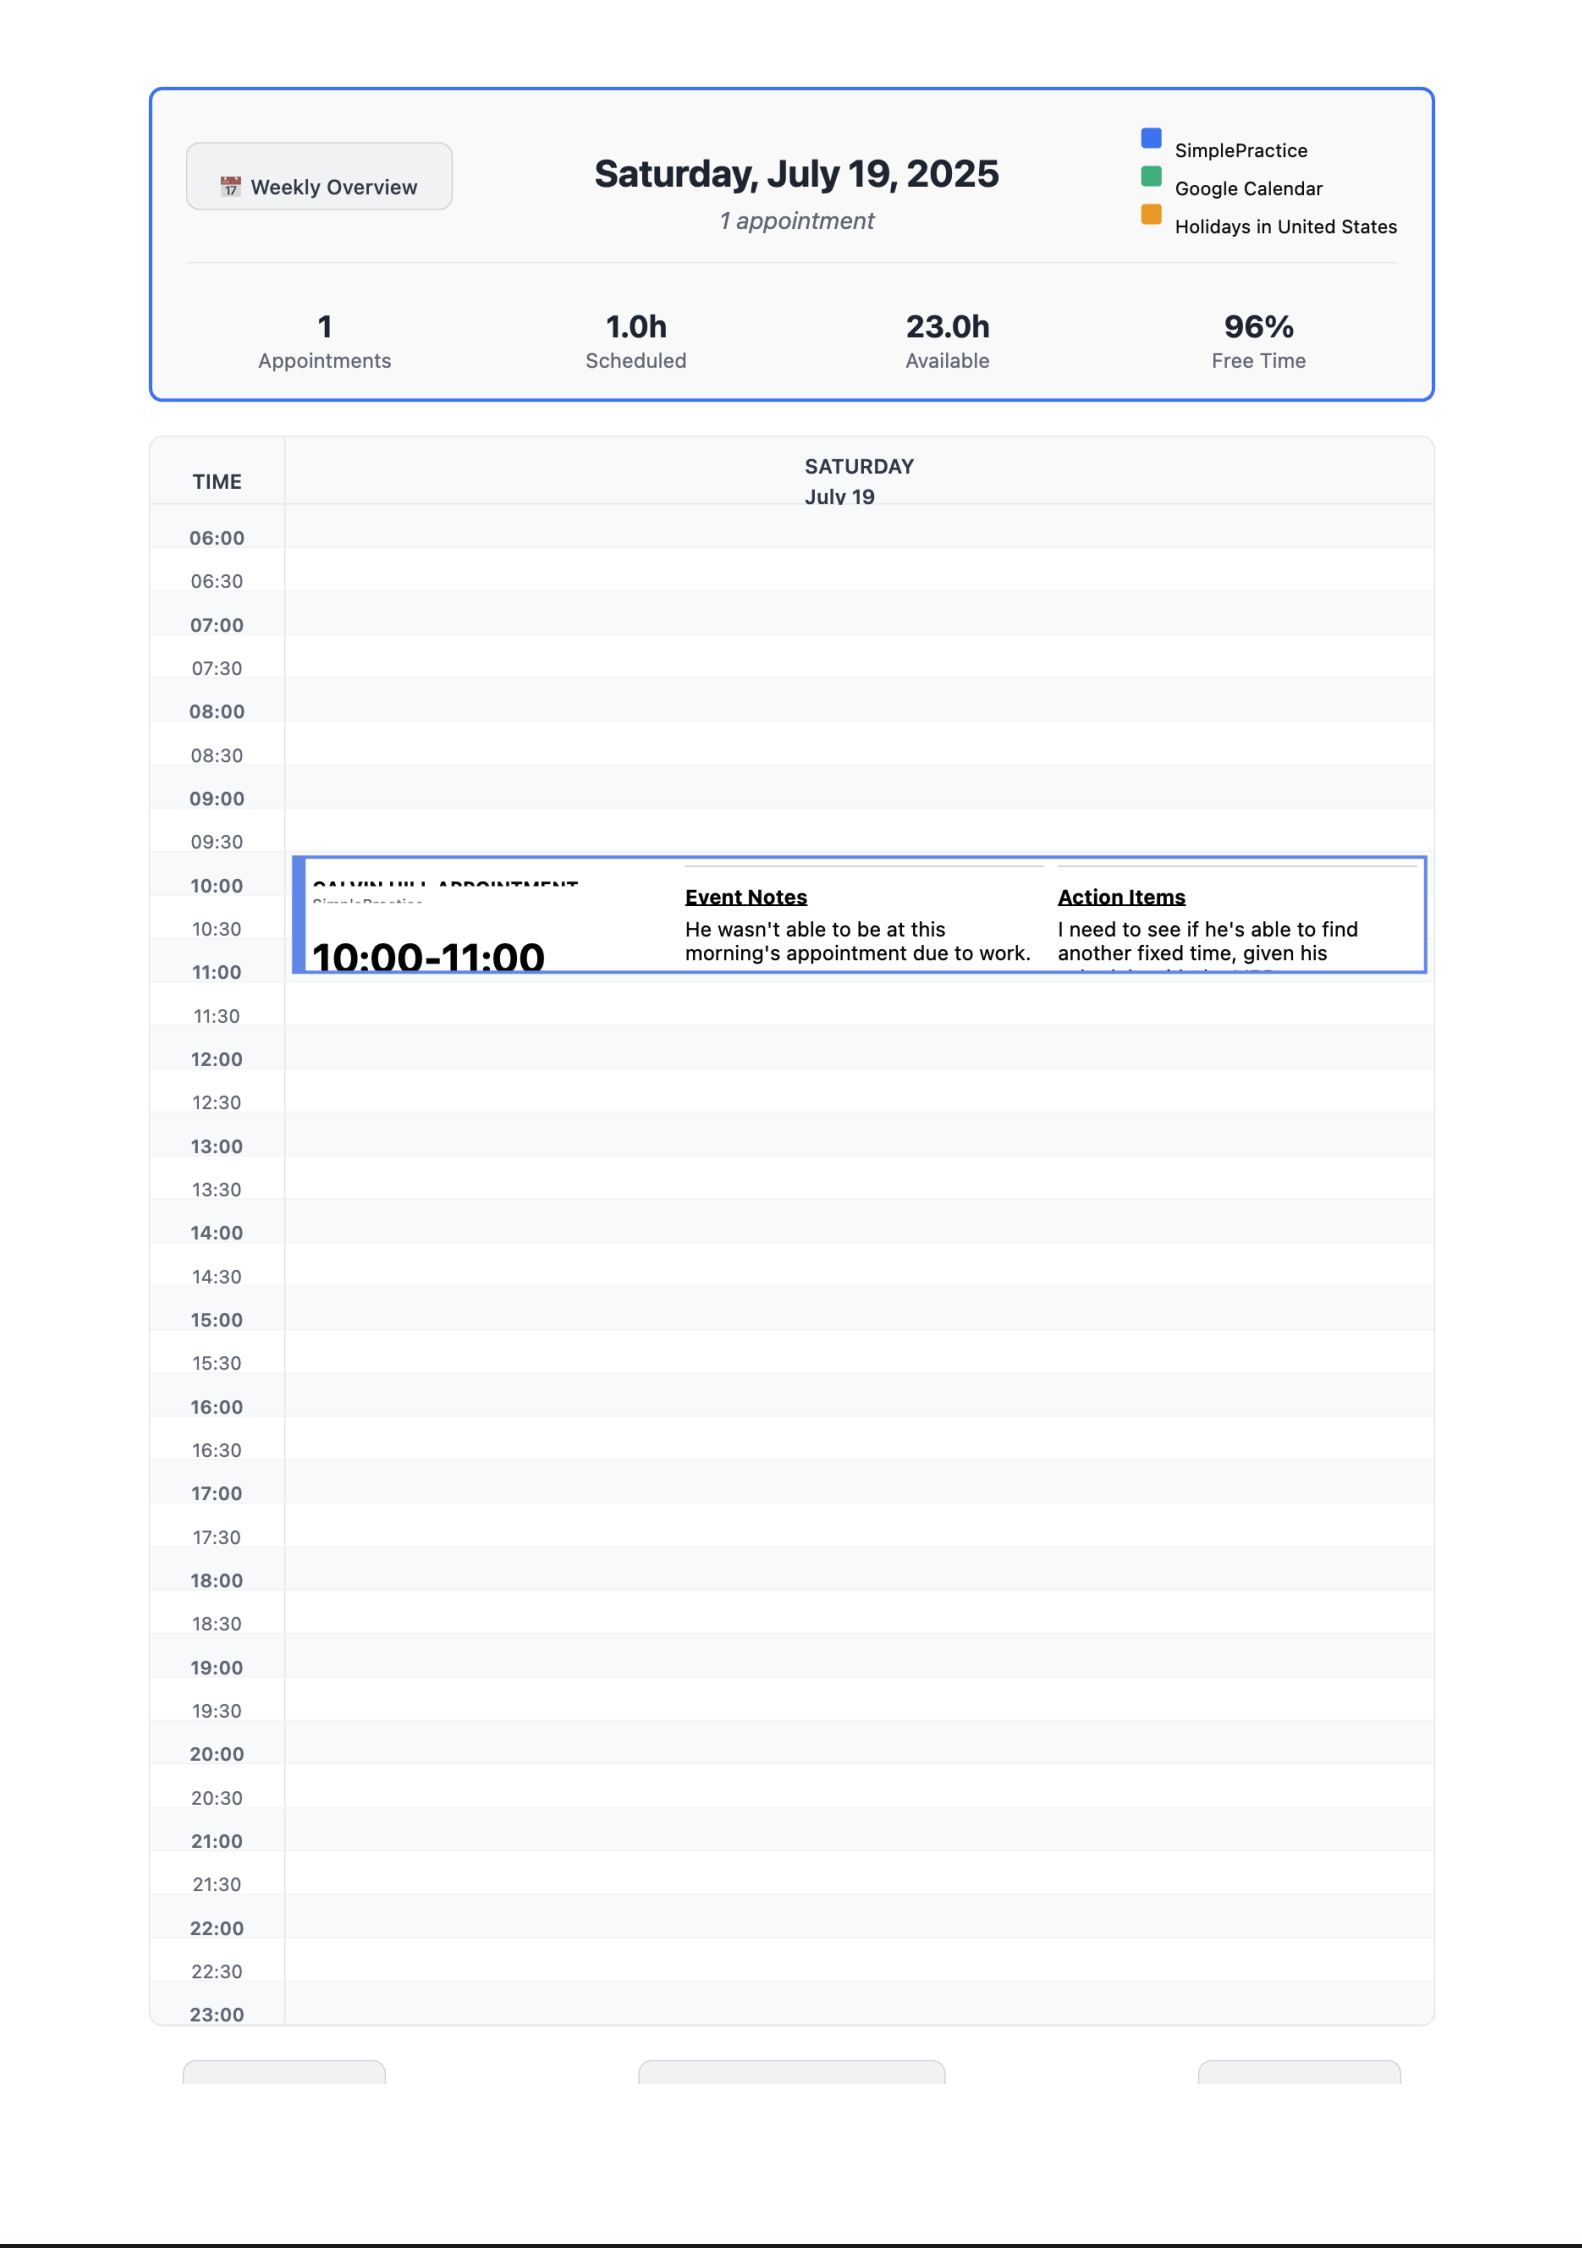 Weekly Overview
Saturday, July 19, 2025
1 appointment
SimplePractice
Google Calendar
Holidays in United States
1
Appointments
1.0h
Scheduled
23.0h
Available
96%
Free Time
TIME
SATURDAY
July 19
06:00
06:30
07:00
07:30
08:00
08:30
09:00
09:30
10:00
10:30
11:00
11:30
12:00
12:30
13:00
13:30
14:00
14:30
15:00
15:30
16:00
16:30
17:00
17:30
18:00
18:30
19:00
19:30
20:00
20:30
21:00
21:30
22:00
22:30
23:00
SimplePractice
10:00-11:00
Event Notes
He wasn't able to be at this
morning's appointment due to work.
Action Items
I need to see if he's able to find
another fixed time, given his